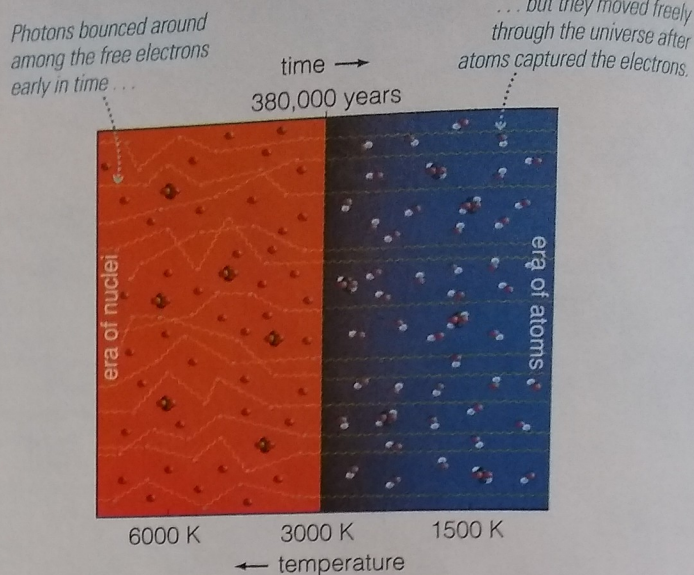 Photons bounced around
among the free electrons
early in time . . .
. . . but they moved freely
through the universe after
atoms captured the electrons.
time →
380,000 years
era of nuclei
era of atoms
6000 K
3000 K
1500 K
← temperature